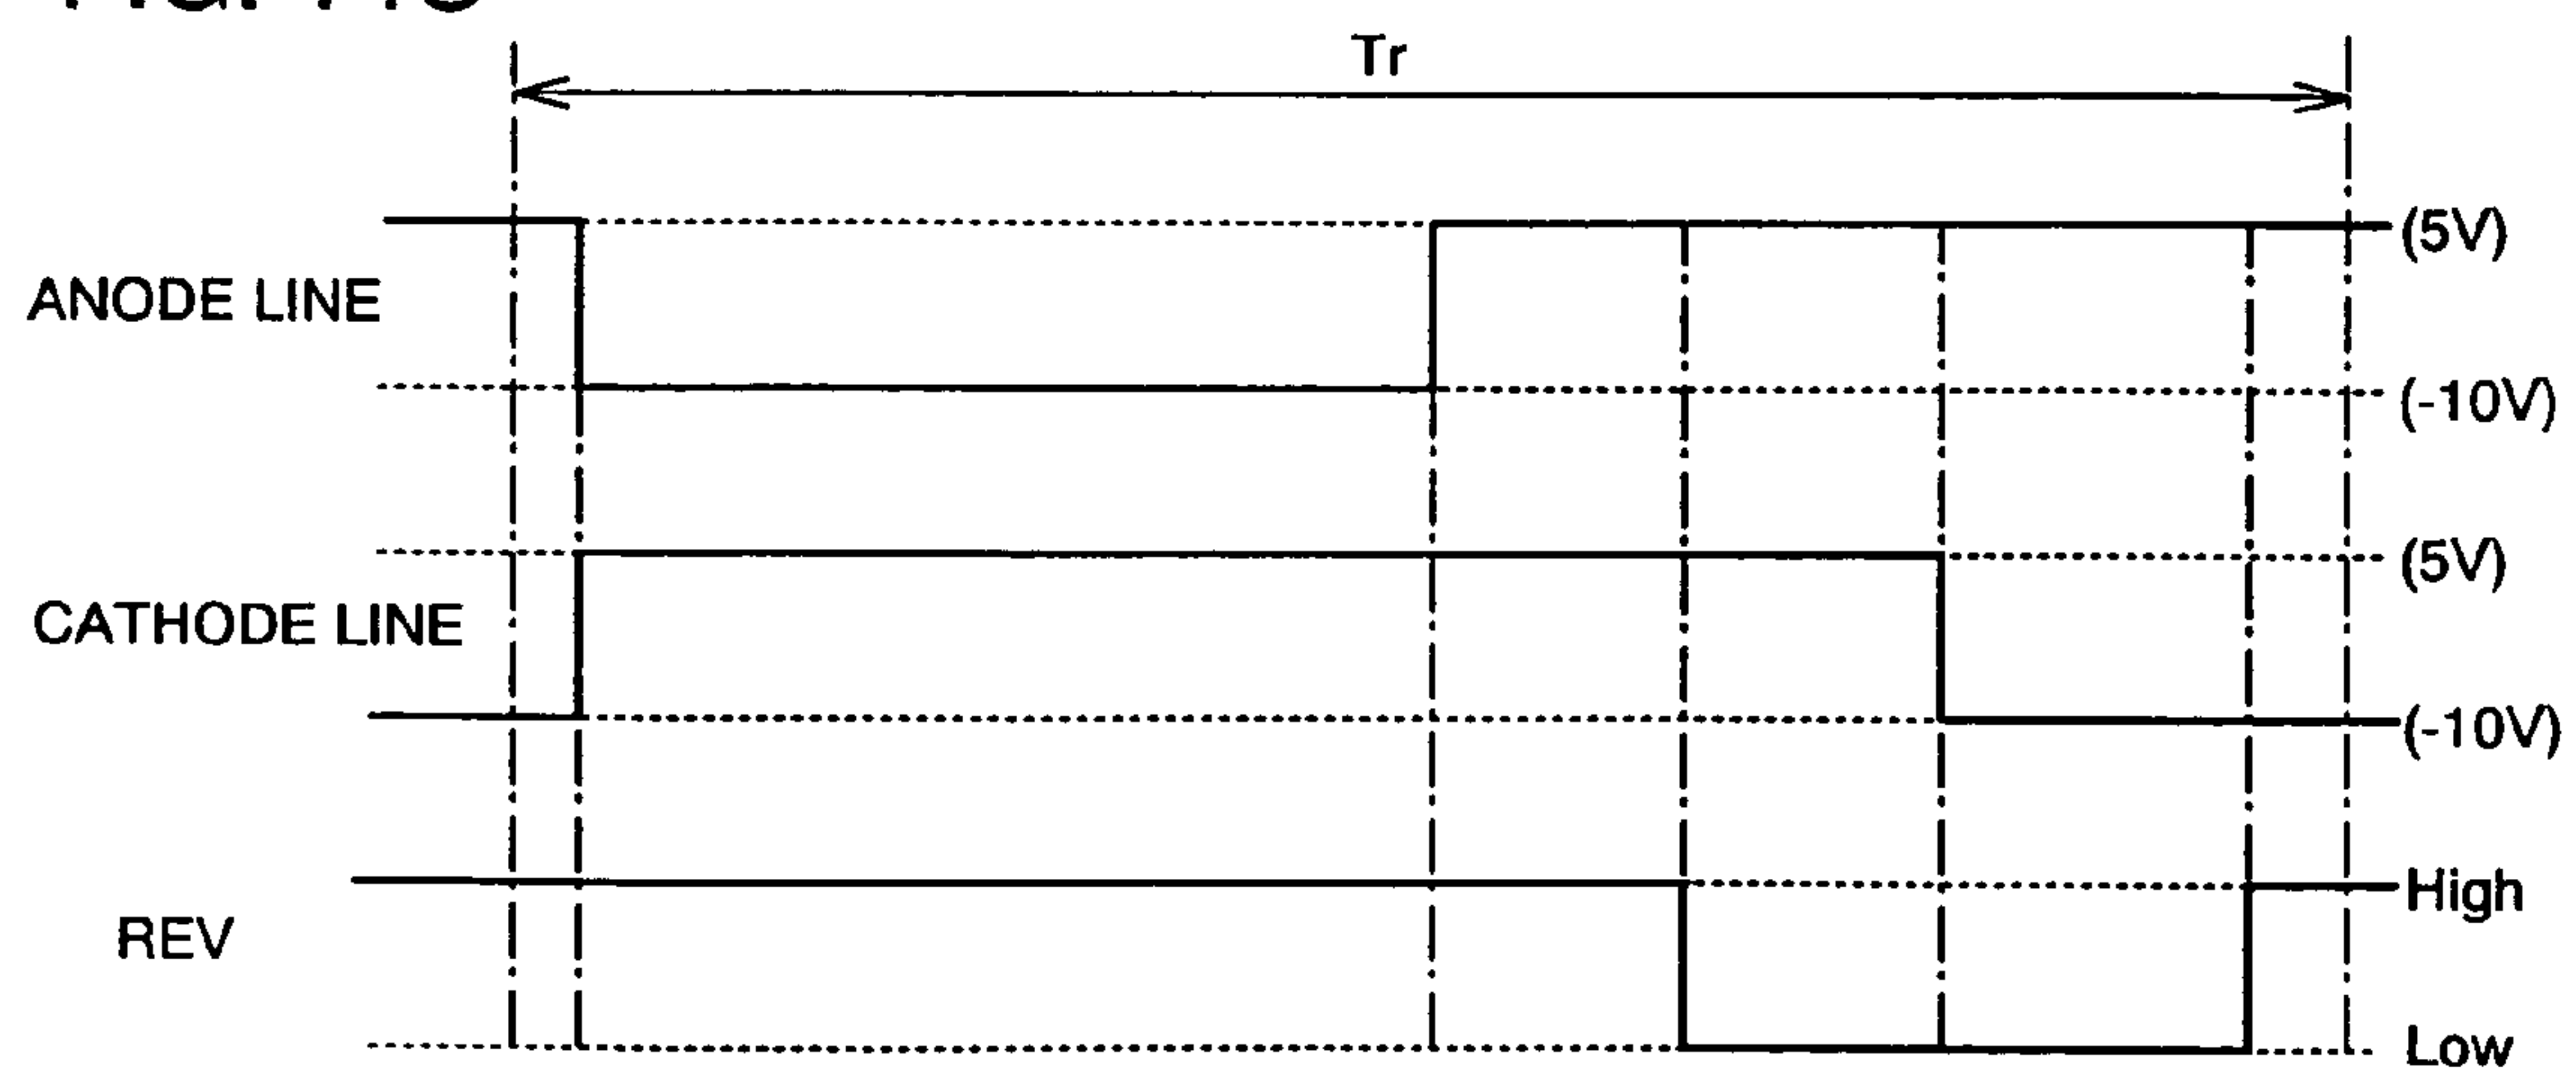 Tr
(5V)
ANODE LINE
(-10V)
(5V)
CATHODE LINE
(-10V)
High
REV
Low